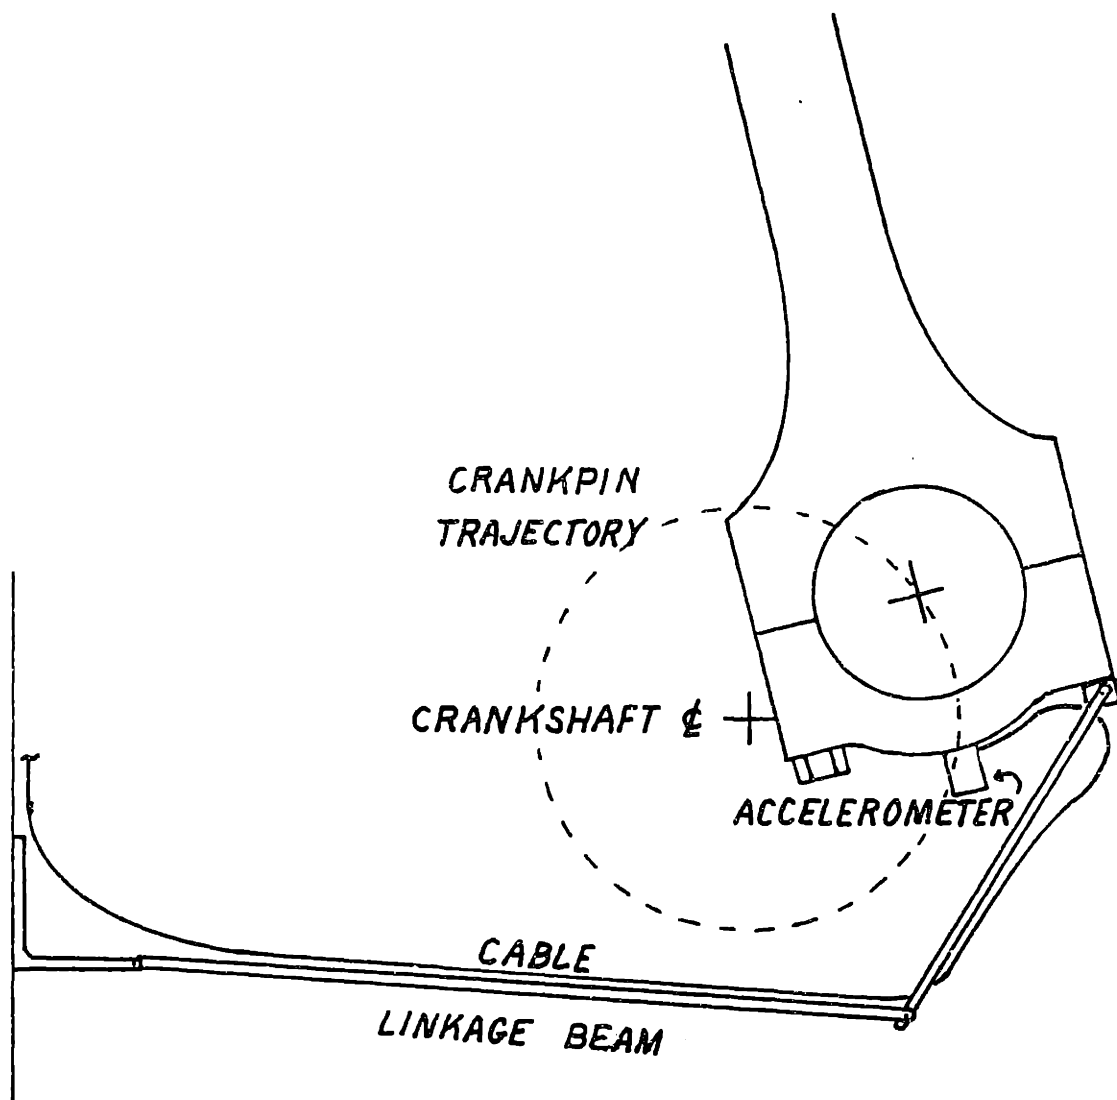 CRANKPIN
TRAJECTORY
CRANKSHAFT ℄
ACCELEROMETER
CABLE
LINKAGE BEAM